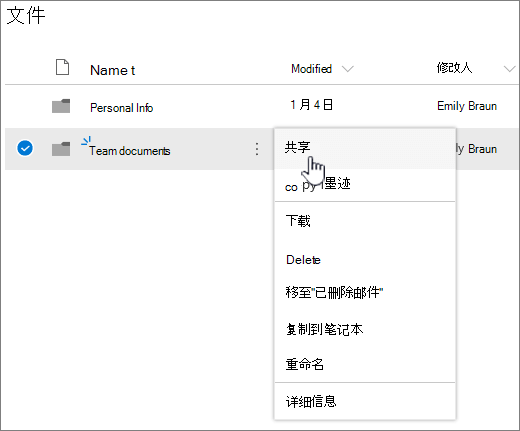 文件
Name t Modified 修改人
Personal Info 1月4日 Emily Braun
Team documents
共享
Braun
co py 墨迹
下载
Delete
移至"已删除邮件"
复制到笔记本
重命名
详细信息